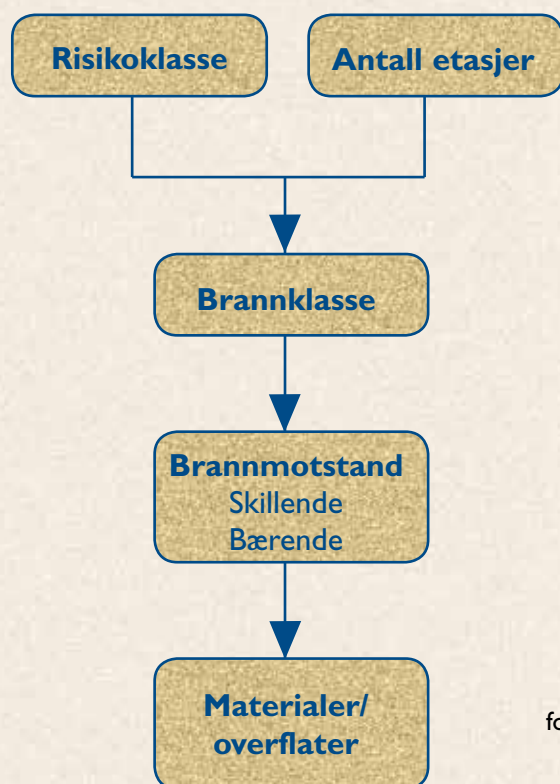 Risikoklasse
Antall etasjer
Brannklasse
Brannmotstand
Skillende
Bærende
Materialer/
overflater